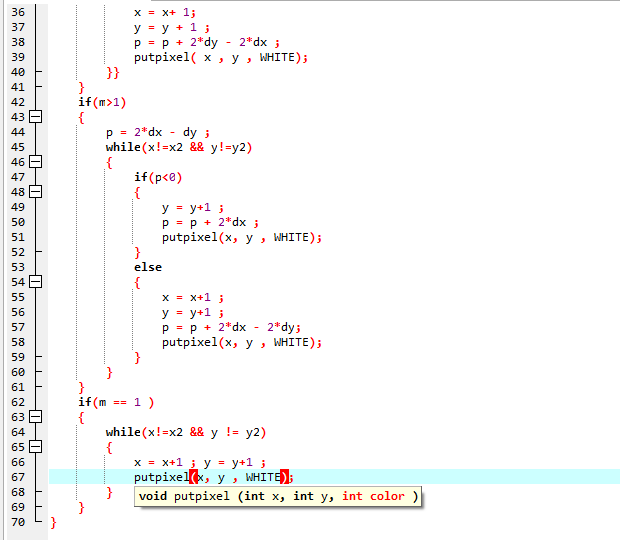 36 x = x+ 1;
37 y = y + 1 ;
38 p = p + 2*dy - 2*dx ;
39 putpixel( x , y , WHITE);
40 }}
41 }
42 if(m>1)
43 {
44 p = 2*dx - dy ;
45 while(x!=x2 && y!=y2)
46 {
47 if(p<0)
48 {
49 y = y+1 ;
50 p = p + 2*dx ;
51 putpixel(x, y , WHITE);
52 }
53 else
54 {
55 x = x+1 ;
56 y = y+1 ;
57 p = p + 2*dx - 2*dy;
58 putpixel(x, y , WHITE);
59 }
60 }
61 }
62 if(m == 1 )
63 {
64 while(x!=x2 && y != y2)
65 {
66 x = x+1 ; y = y+1 ;
67 putpixel(x, y , WHITE);
68 }
void putpixel (int x, int y, int color )
69 }
70 }